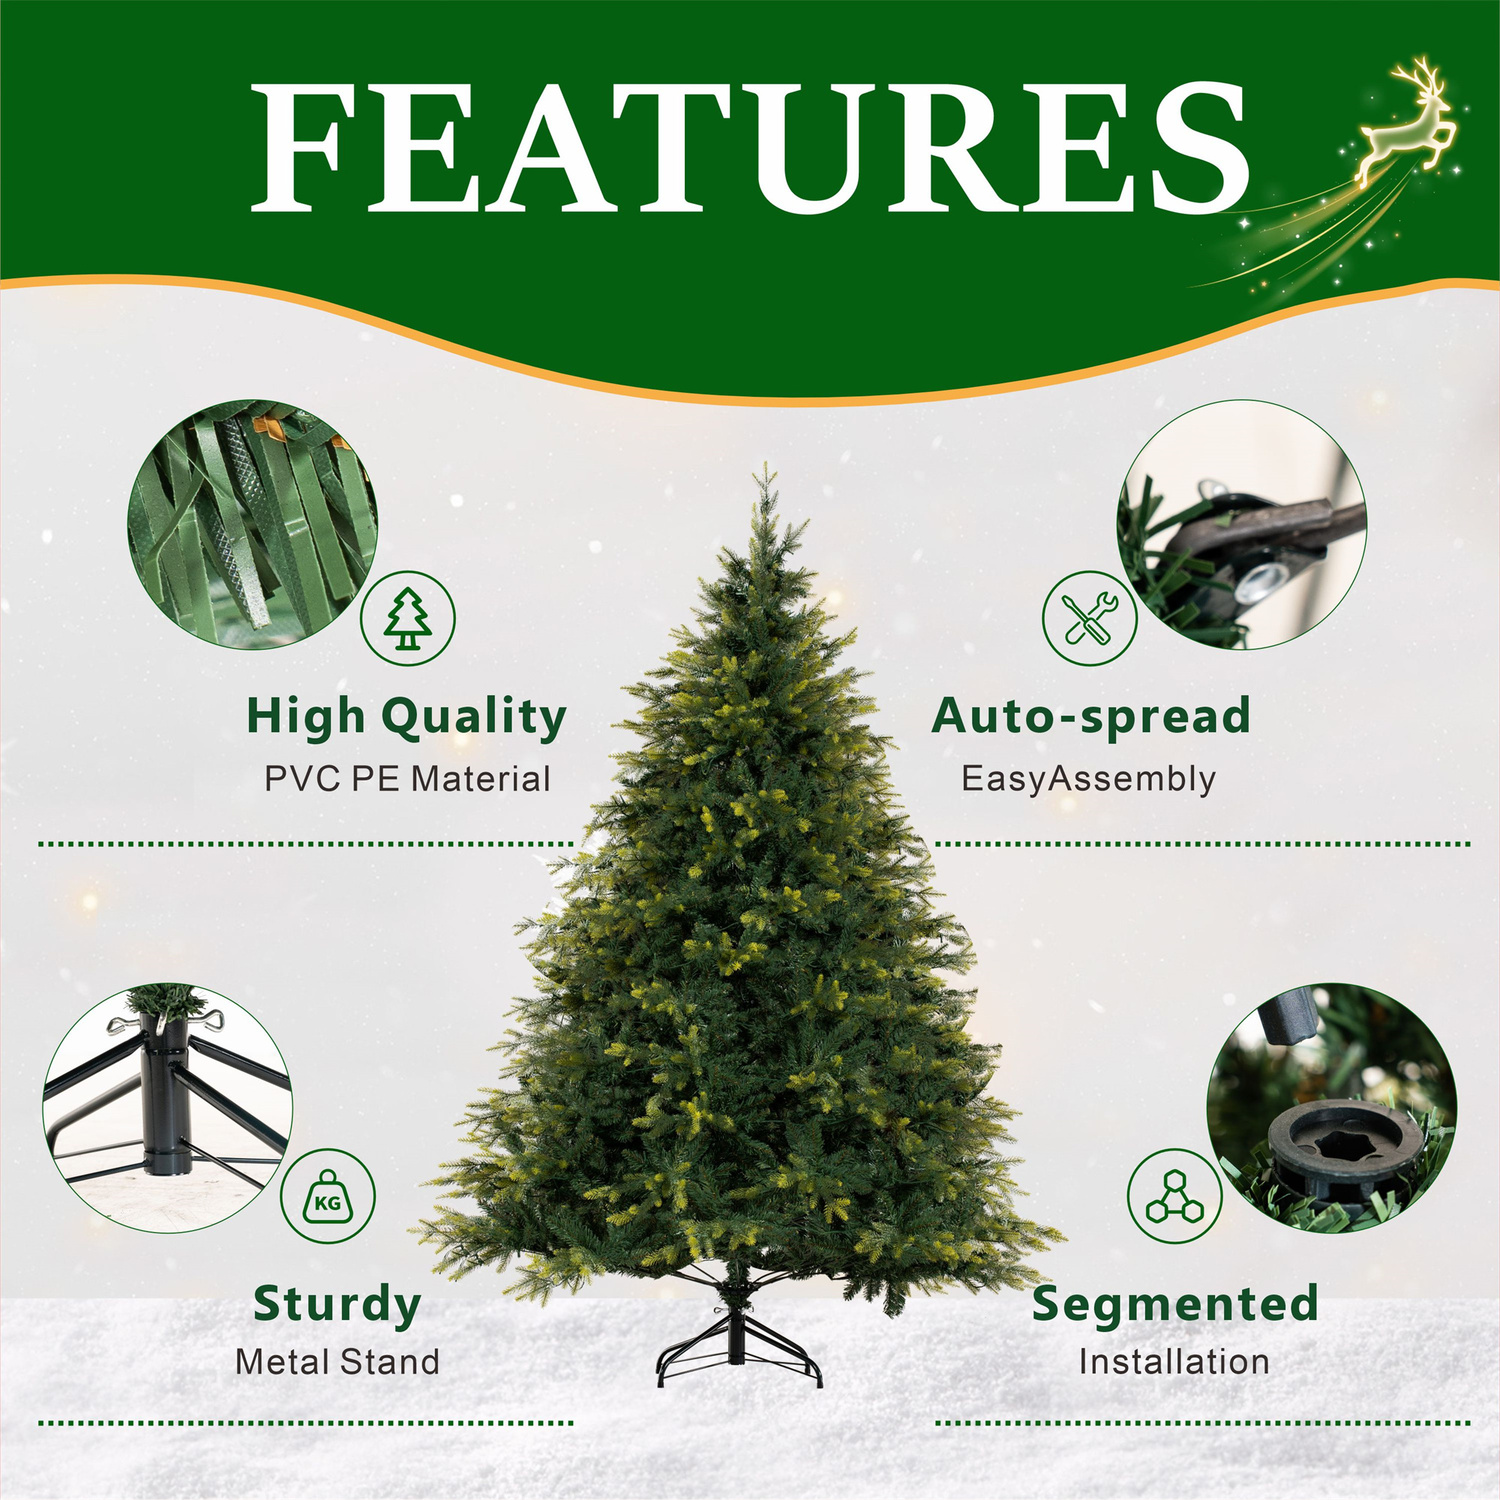 FEATURES
High Quality
PVC PE Material
Auto-spread
EasyAssembly
KG
Sturdy
Metal Stand
Segmented
Installation